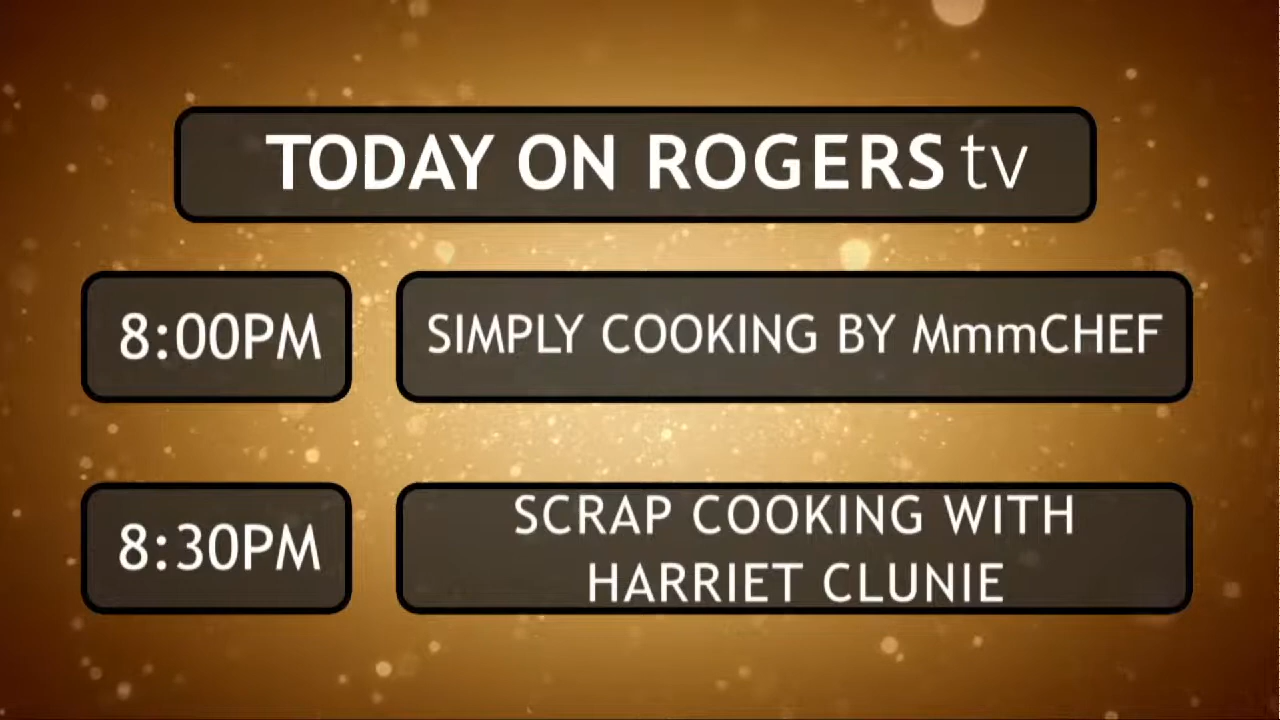 TODAY ON ROGERS tv
8:00PM
SIMPLY COOKING BY MmmCHEF
8:30PM
SCRAP COOKING WITH
HARRIET CLUNIE